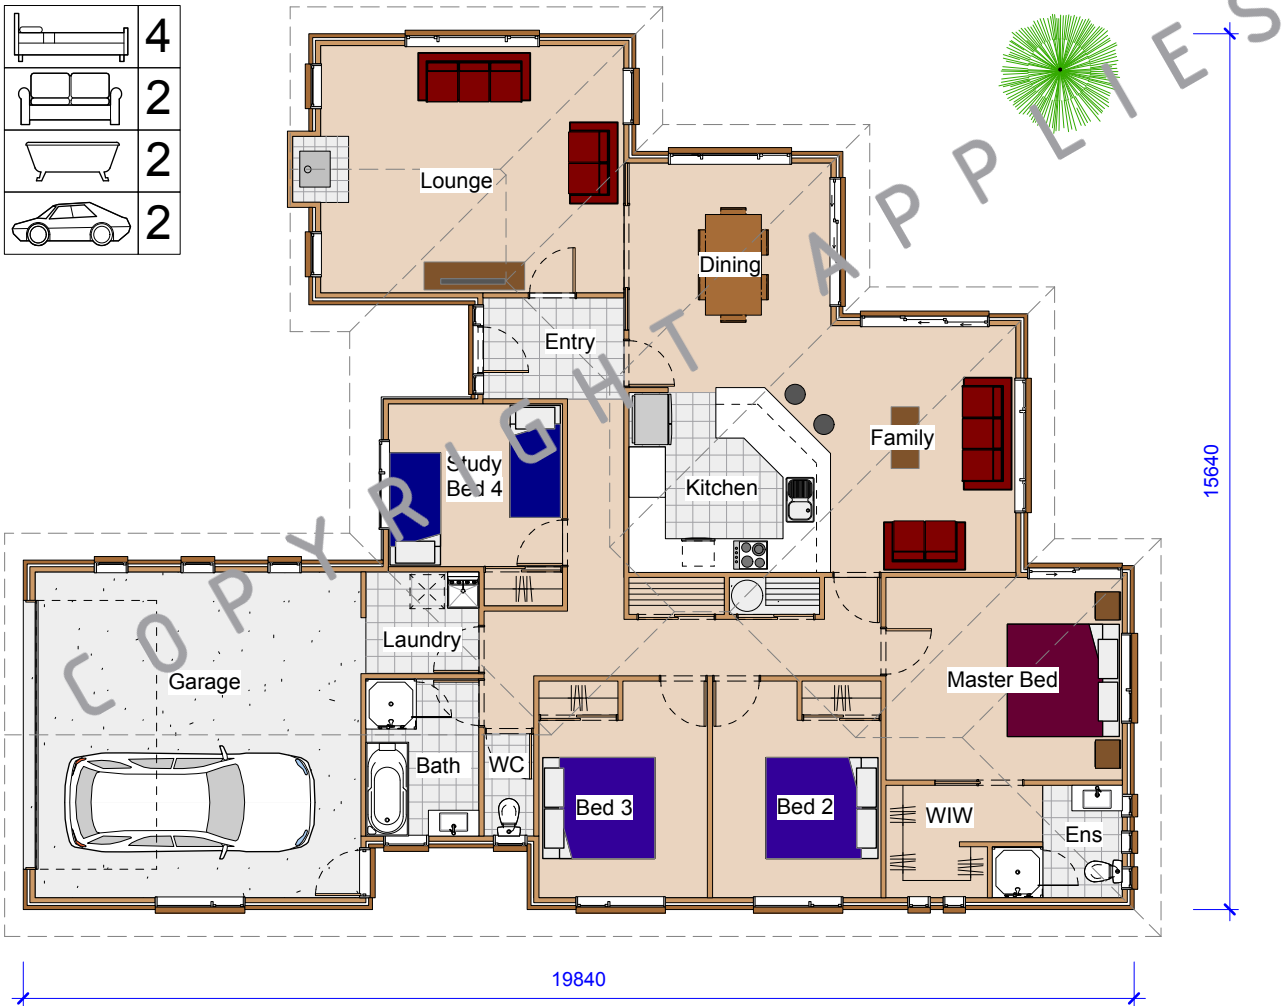 4
2
2
2
COPYRIGHT APPLIES
Lounge
Dining
Entry
Family
Study
Bed 4
Kitchen
15640
Laundry
Garage
Master Bed
Bath
WC
Bed 3
Bed 2
WIW
Ens
19840